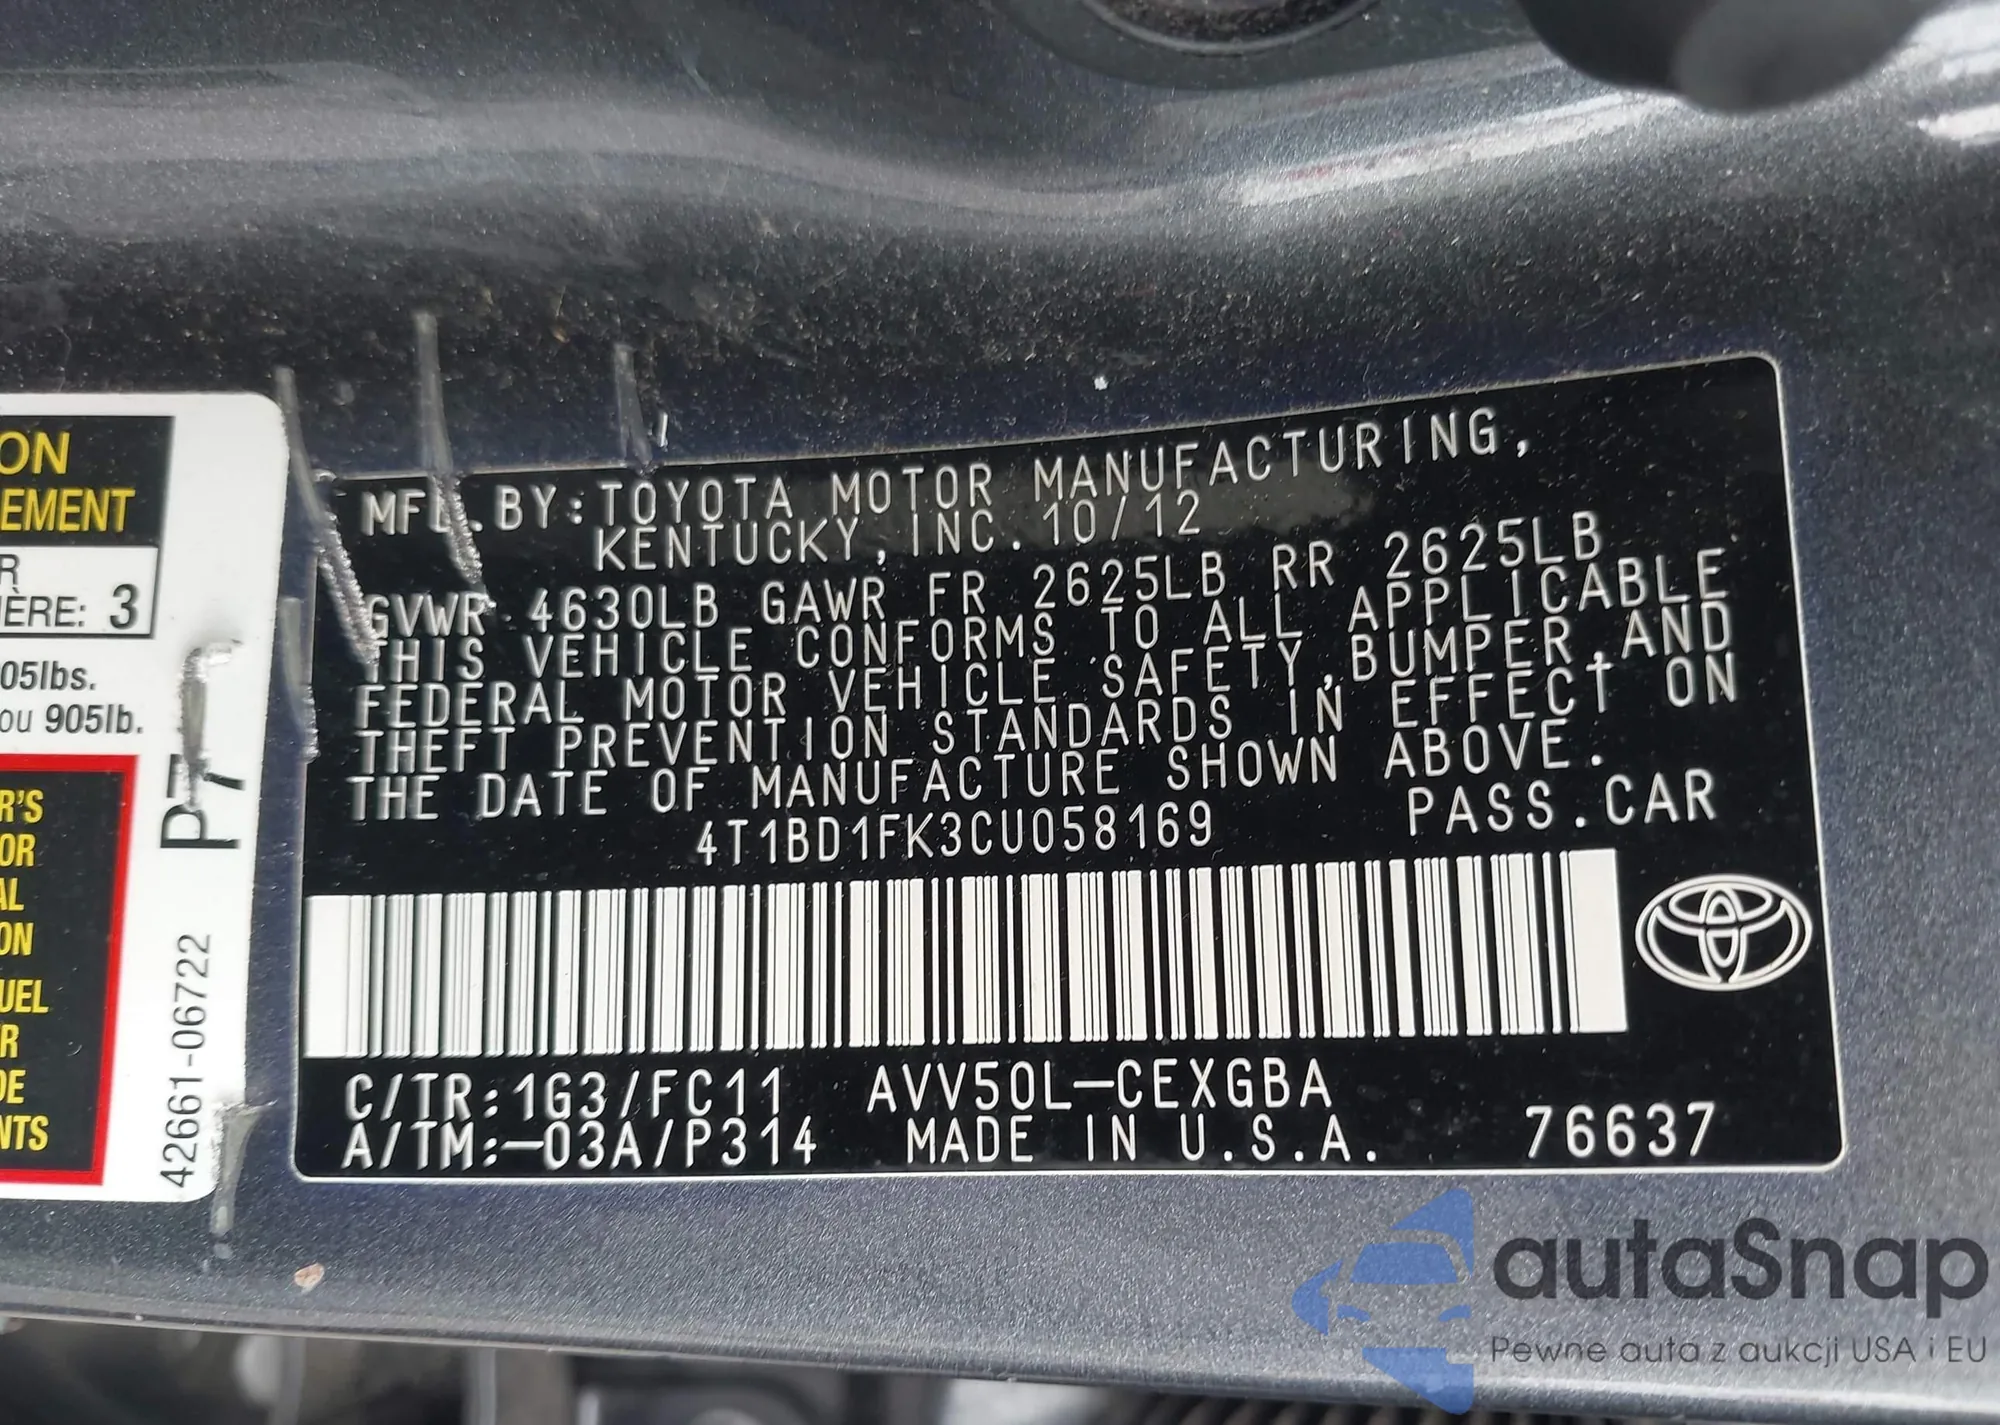 ON
EMENT
R
IÈRE: 3
905lbs.
ou 905lb.
R'S
OR
AL
ON
UEL
R
DE
NTS
P7
42661-06722
MFD.BY:TOYOTA MOTOR MANUFACTURING,
KENTUCKY, INC. 10/12
GVWR 4630LB GAWR FR 2625LB RR 2625LB
THIS VEHICLE CONFORMS TO ALL APPLICABLE
FEDERAL MOTOR VEHICLE SAFETY,BUMPER,AND
THEFT PREVENTION STANDARDS IN EFFECT ON
THE DATE OF MANUFACTURE SHOWN ABOVE.
4T1BD1FK3CU058169 PASS.CAR
C/TR:1G3/FC11 AVV50L-CEXGBA
A/TM:-03A/P314 MADE IN U.S.A. 76637
autaSnap
Pewne auta z aukcji USA i EU